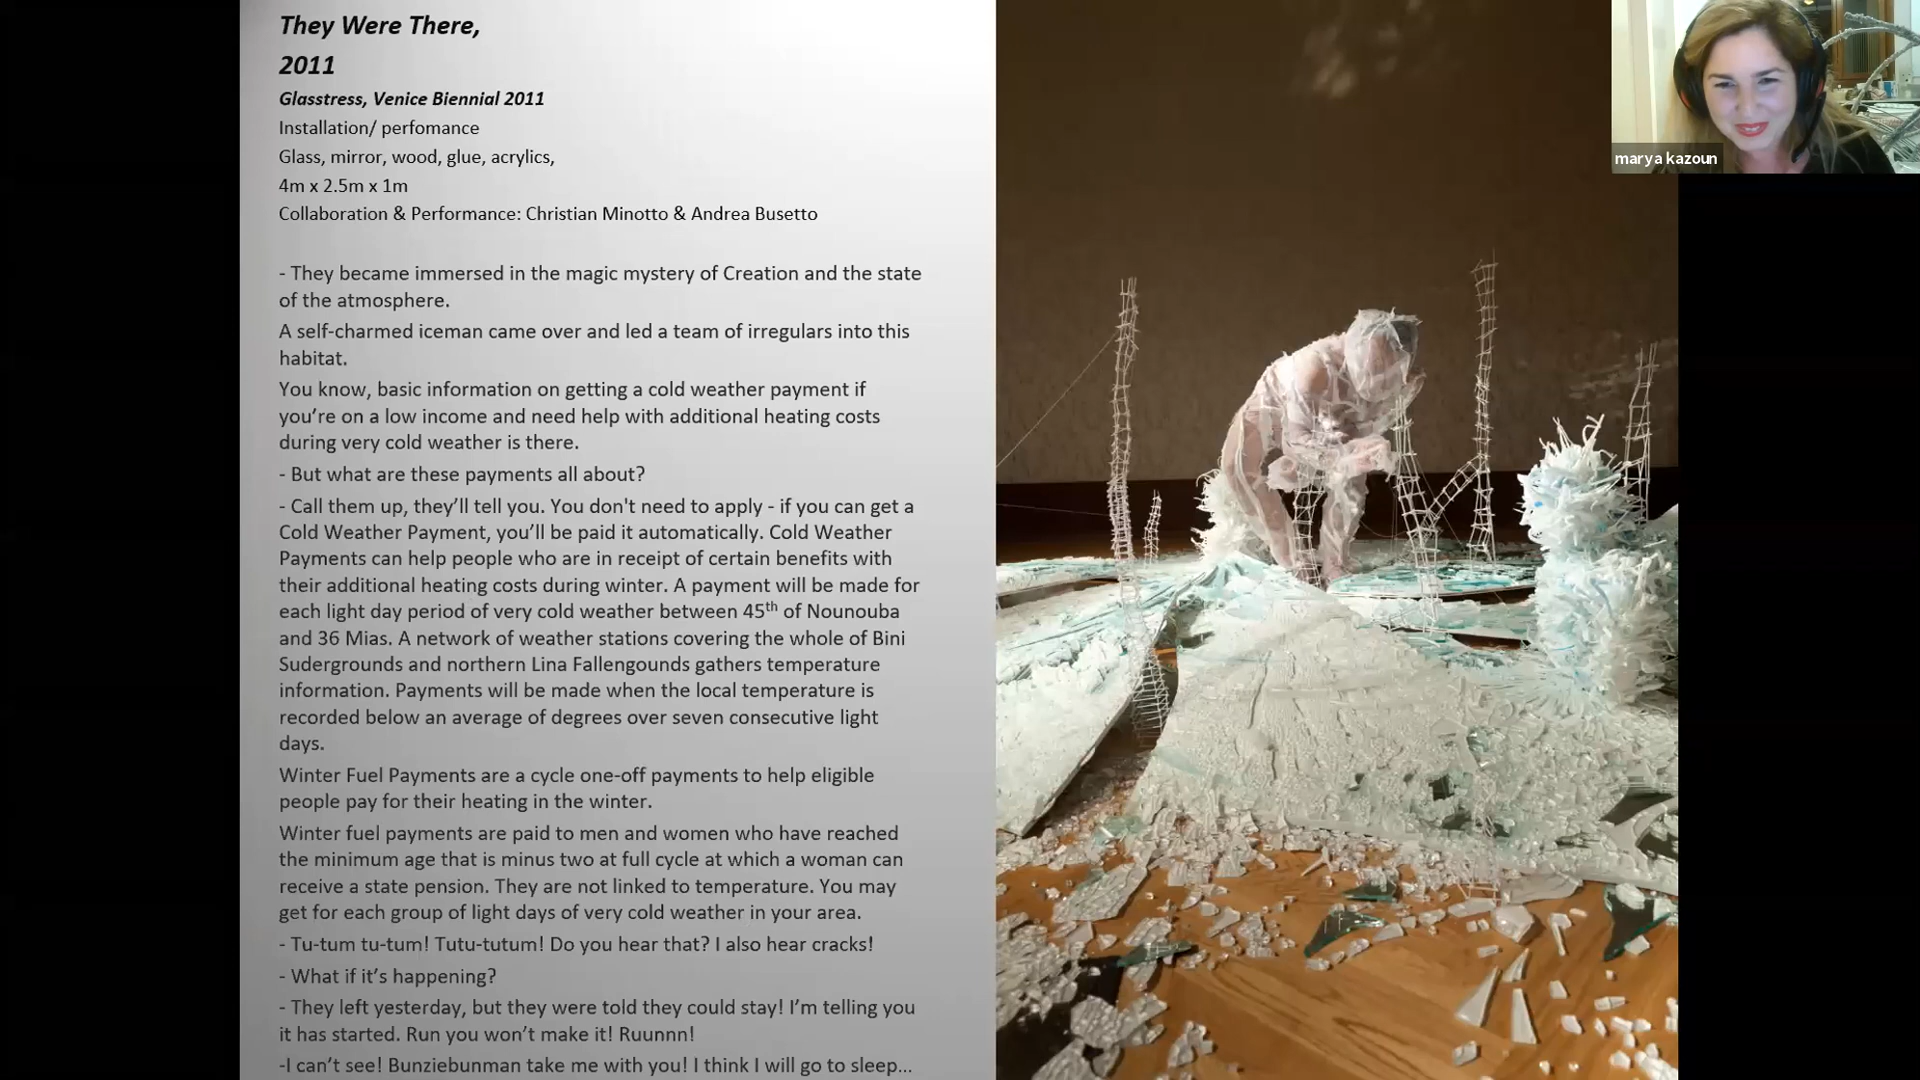 They Were There,
2011
Glasstress, Venice Biennial 2011
Installation/ perfomance
Glass, mirror, wood, glue, acrylics,
4m x 2.5m x 1m
Collaboration & Performance: Christian Minotto & Andrea Busetto
- They became immersed in the magic mystery of Creation and the state
of the atmosphere.
A self-charmed iceman came over and led a team of irregulars into this
habitat.
You know, basic information on getting a cold weather payment if
you’re on a low income and need help with additional heating costs
during very cold weather is there.
- But what are these payments all about?
- Call them up, they’ll tell you. You don't need to apply - if you can get a
Cold Weather Payment, you’ll be paid it automatically. Cold Weather
Payments can help people who are in receipt of certain benefits with
their additional heating costs during winter. A payment will be made for
each light day period of very cold weather between 45th of Nounouba
and 36 Mias. A network of weather stations covering the whole of Bini
Sudergrounds and northern Lina Fallengounds gathers temperature
information. Payments will be made when the local temperature is
recorded below an average of degrees over seven consecutive light
days.
Winter Fuel Payments are a cycle one-off payments to help eligible
people pay for their heating in the winter.
Winter fuel payments are paid to men and women who have reached
the minimum age that is minus two at full cycle at which a woman can
receive a state pension. They are not linked to temperature. You may
get for each group of light days of very cold weather in your area.
- Tu-tum tu-tum! Tutu-tutum! Do you hear that? I also hear cracks!
- What if it’s happening?
- They left yesterday, but they were told they could stay! I’m telling you
it has started. Run you won’t make it! Ruunnn!
-I can’t see! Bunziebunman take me with you! I think I will go to sleep...
marya kazoun